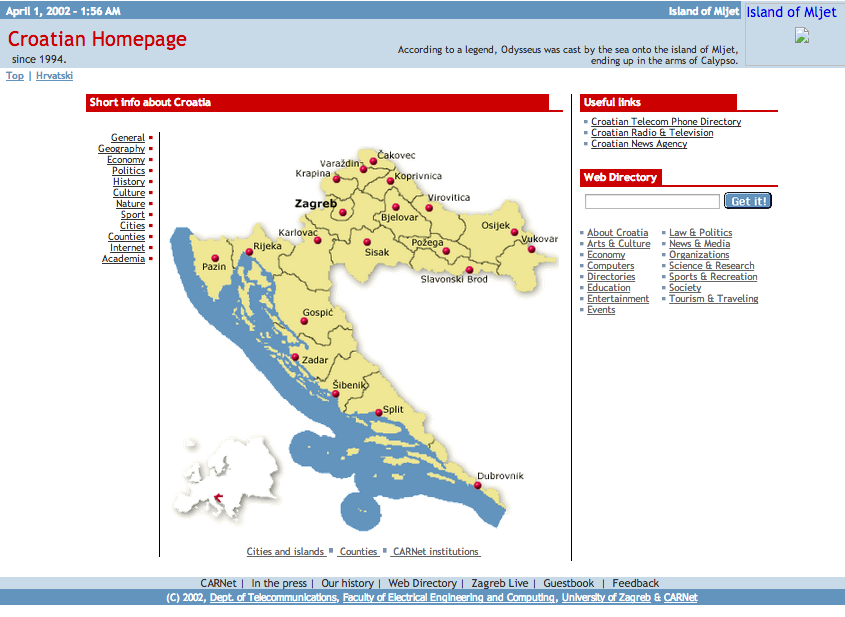 April 1, 2002 - 1:56 AM
Island of Mljet
Island of Mljet
Croatian Homepage
since 1994.
According to a legend, Odysseus was cast by the sea onto the island of Mljet,
ending up in the arms of Calypso.
Top | Hrvatski
Short info about Croatia
General
Geography
Economy
Politics
History
Culture
Nature
Sport
Cities
Counties
Internet
Academia
Čakovec
Varaždin
Krapina
Koprivnica
Zagreb
Virovitica
Bjelovar
Karlovac
Osijek
Vukovar
Rijeka
Sisak
Požega
Pazin
Slavonski Brod
Gospić
Zadar
Šibenik
Split
Dubrovnik
Cities and islands
Counties
CARNet institutions
Useful links
Croatian Telecom Phone Directory
Croatian Radio & Television
Croatian News Agency
Web Directory
Get it!
About Croatia
Arts & Culture
Economy
Computers
Directories
Education
Entertainment
Events
Law & Politics
News & Media
Organizations
Science & Research
Sports & Recreation
Society
Tourism & Traveling
CARNet | In the press | Our history | Web Directory | Zagreb Live | Guestbook | Feedback
(C) 2002, Dept. of Telecommunications, Faculty of Electrical Engineering and Computing, University of Zagreb & CARNet